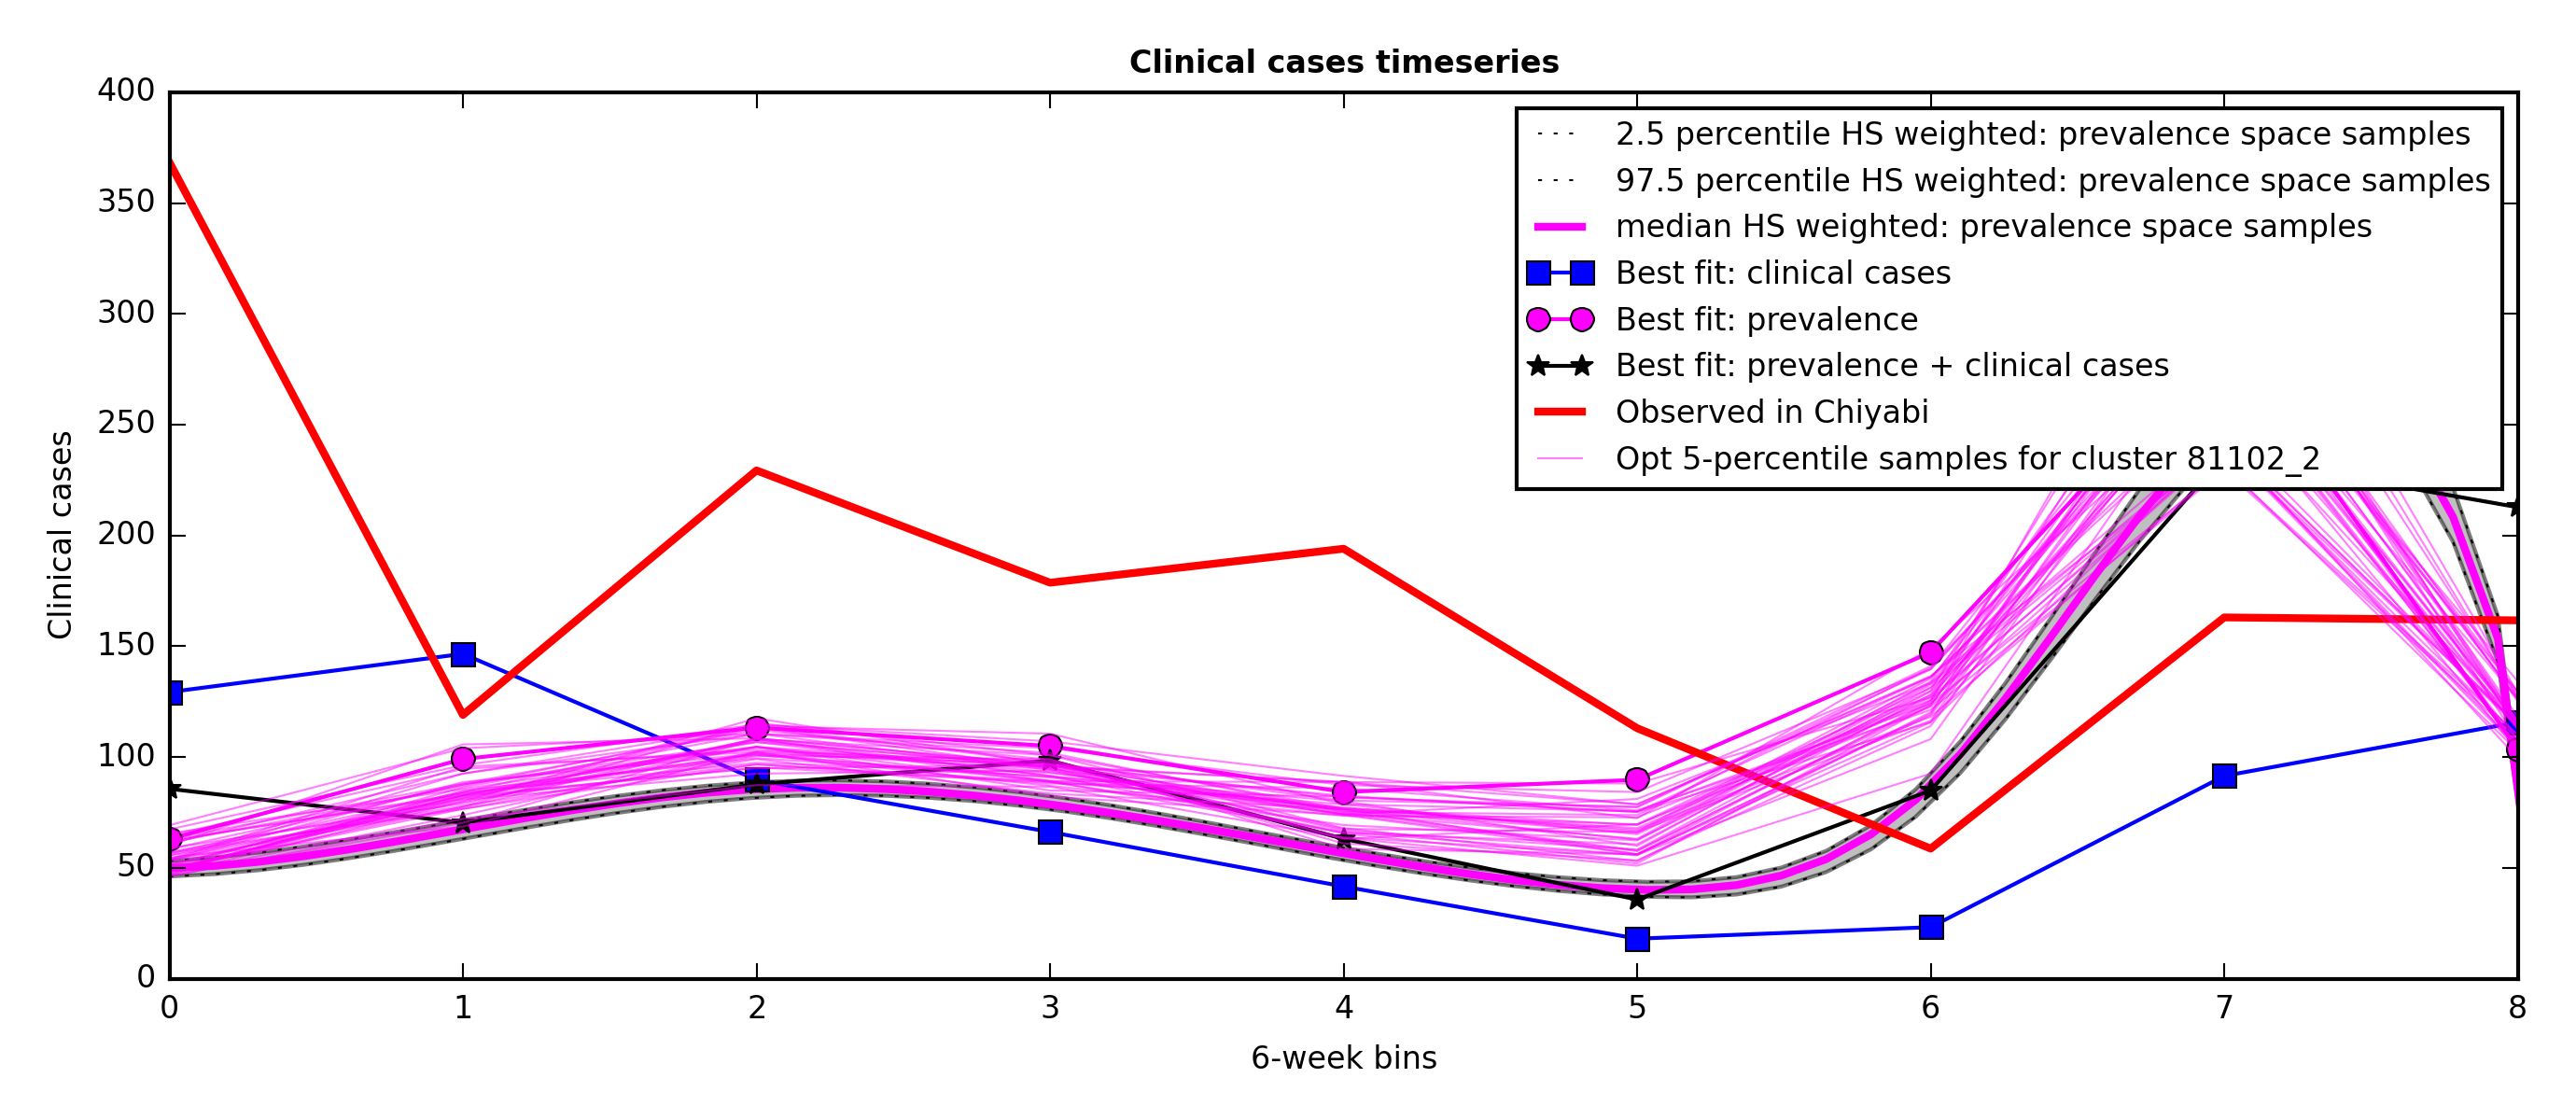 Clinical cases timeseries
400
350
300
250
200
150
100
50
0
Clinical cases
2.5 percentile HS weighted: prevalence space samples
97.5 percentile HS weighted: prevalence space samples
median HS weighted: prevalence space samples
Best fit: clinical cases
Best fit: prevalence
Best fit: prevalence + clinical cases
Observed in Chiyabi
Opt 5-percentile samples for cluster 81102_2
0 1 2 3 4 5 6 7 8
6-week bins